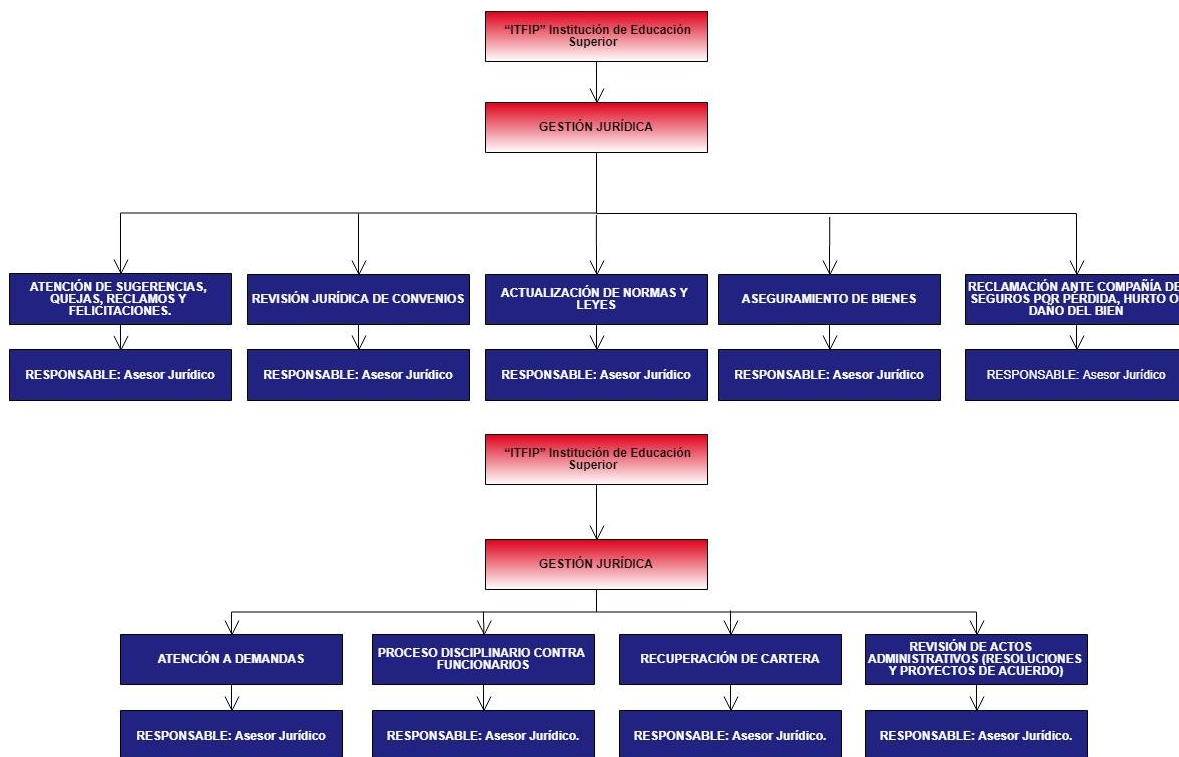 “ITFIP” Institución de Educación
Superior
GESTIÓN JURÍDICA
ATENCIÓN DE SUGERENCIAS,
QUEJAS, RECLAMOS Y
FELICITACIONES.
REVISIÓN JURÍDICA DE CONVENIOS
ACTUALIZACIÓN DE NORMAS Y
LEYES
ASEGURAMIENTO DE BIENES
RECLAMACIÓN ANTE COMPAÑÍA DE
SEGUROS POR PÉRDIDA, HURTO O
DAÑO DEL BIEN
RESPONSABLE: Asesor Jurídico
RESPONSABLE: Asesor Jurídico
RESPONSABLE: Asesor Jurídico
RESPONSABLE: Asesor Jurídico
RESPONSABLE: Asesor Jurídico
“ITFIP” Institución de Educación
Superior
GESTIÓN JURÍDICA
ATENCIÓN A DEMANDAS
PROCESO DISCIPLINARIO CONTRA
FUNCIONARIOS
RECUPERACIÓN DE CARTERA
REVISIÓN DE ACTOS
ADMINISTRATIVOS (RESOLUCIONES
Y PROYECTOS DE ACUERDO)
RESPONSABLE: Asesor Jurídico
RESPONSABLE: Asesor Jurídico.
RESPONSABLE: Asesor Jurídico.
RESPONSABLE: Asesor Jurídico.